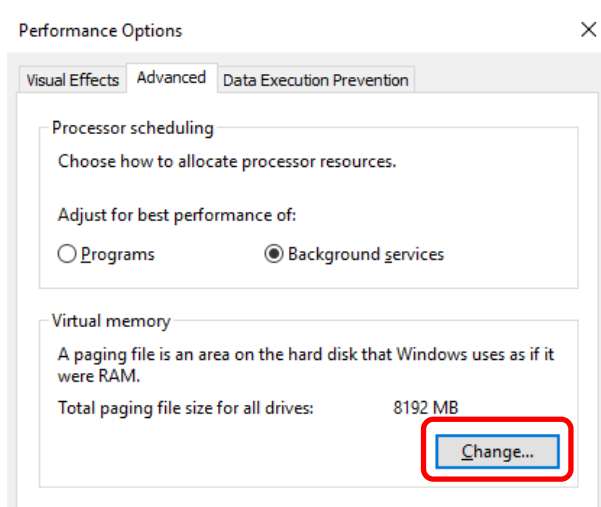 Performance Options
Visual Effects Advanced Data Execution Prevention
Processor scheduling
Choose how to allocate processor resources.
Adjust for best performance of:
Programs Background services
Virtual memory
A paging file is an area on the hard disk that Windows uses as if it
were RAM.
Total paging file size for all drives: 8192 MB
Change...